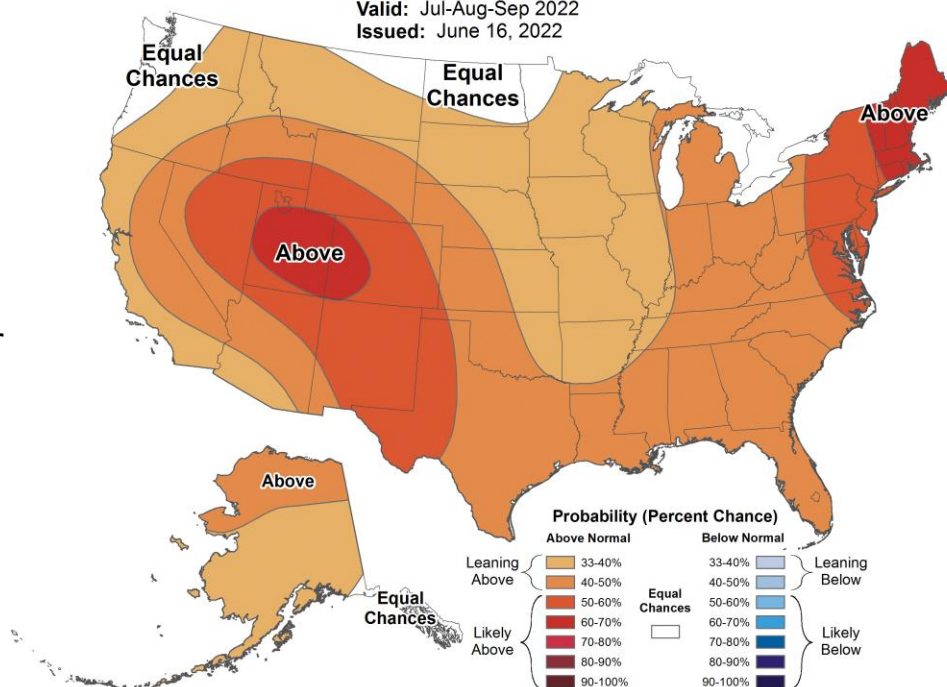 Valid: Jul-Aug-Sep 2022
Issued: June 16, 2022
Equal
Chances
Equal
Chances
Above
Above
Above
Equal
Chances
Probability (Percent Chance)
Above Normal
Below Normal
Leaning
Above
33-40%
40-50%
Likely
Above
50-60%
60-70%
70-80%
80-90%
90-100%
Equal
Chances
33-40%
40-50%
Leaning
Below
50-60%
60-70%
70-80%
80-90%
90-100%
Likely
Below